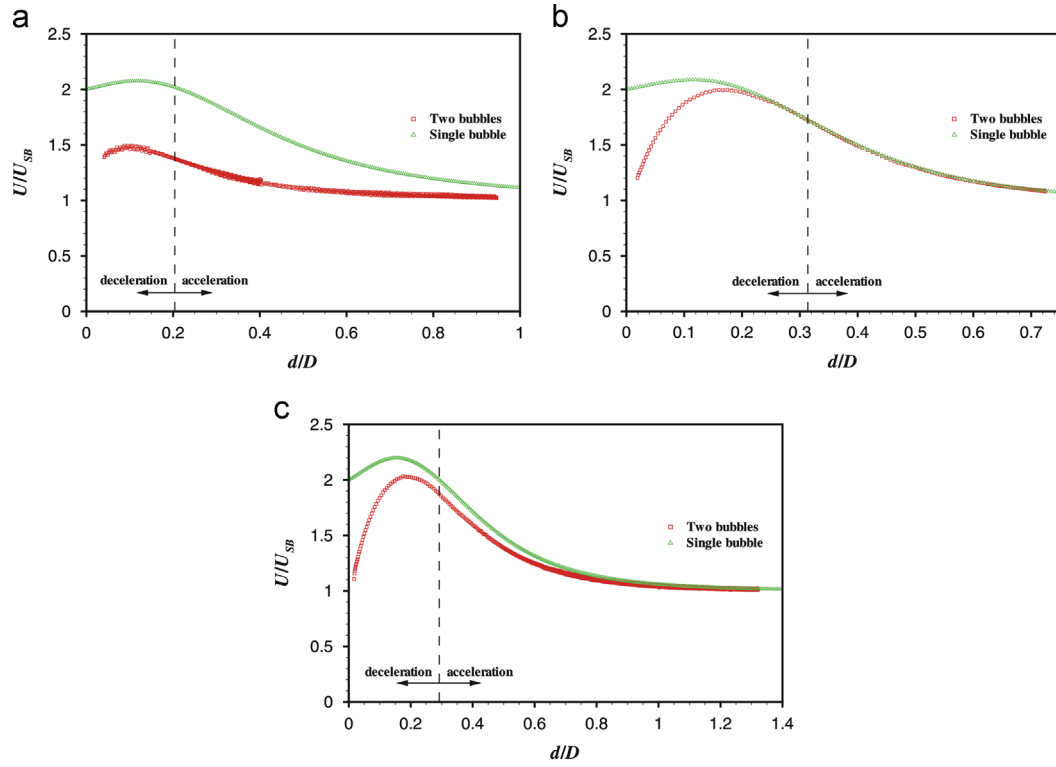 a
2.5
2
1.5
1
0.5
0
U/U_SB
Two bubbles
Single bubble
deceleration acceleration
0 0.2 0.4 0.6 0.8 1
d/D
b
2.5
2
1.5
1
0.5
0
U/U_SB
Two bubbles
Single bubble
deceleration acceleration
0 0.1 0.2 0.3 0.4 0.5 0.6 0.7
d/D
c
2.5
2
1.5
1
0.5
0
U/U_SB
Two bubbles
Single bubble
deceleration acceleration
0 0.2 0.4 0.6 0.8 1 1.2 1.4
d/D